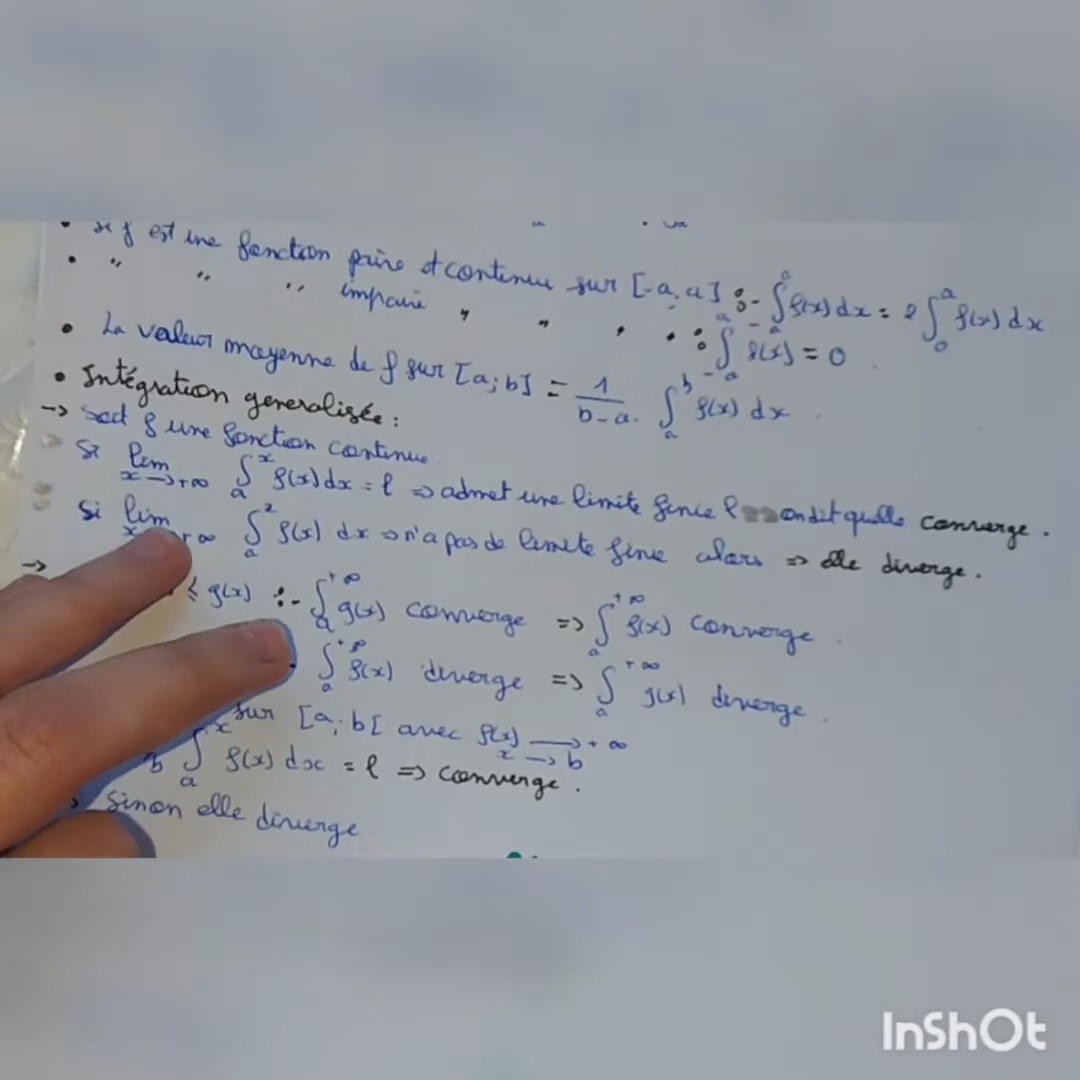 • si f est une fonction paire et continue sur [-a, a] :- ∫_{-a}^{a} f(x) dx = 2 ∫_0^a f(x) dx
• " " " impaire " " " " : ∫_{-a}^{a} f(x) = 0
• La valeur moyenne de f sur [a; b] = 1/(b-a) . ∫_a^b f(x) dx .
• Intégration generalisée :
-> soit f une fonction continue
Si lim x→+∞ ∫_a^x f(x) dx = l => admet une limite finie l on dit qu'elle converge .
Si lim x→+∞ ∫_a^x f(x) dx => n'a pas de limite finie alors => elle diverge .
-> ≤ g(x) :- ∫_a^{+∞} g(x) converge => ∫_a^{+∞} f(x) converge .
∫_a^{+∞} f(x) diverge => ∫_a^{+∞} g(x) diverge .
sur [a; b[ avec f(x) → +∞ x → b
b ∫_a^x f(x) dx = l => converge .
sinon elle diverge
InShOt